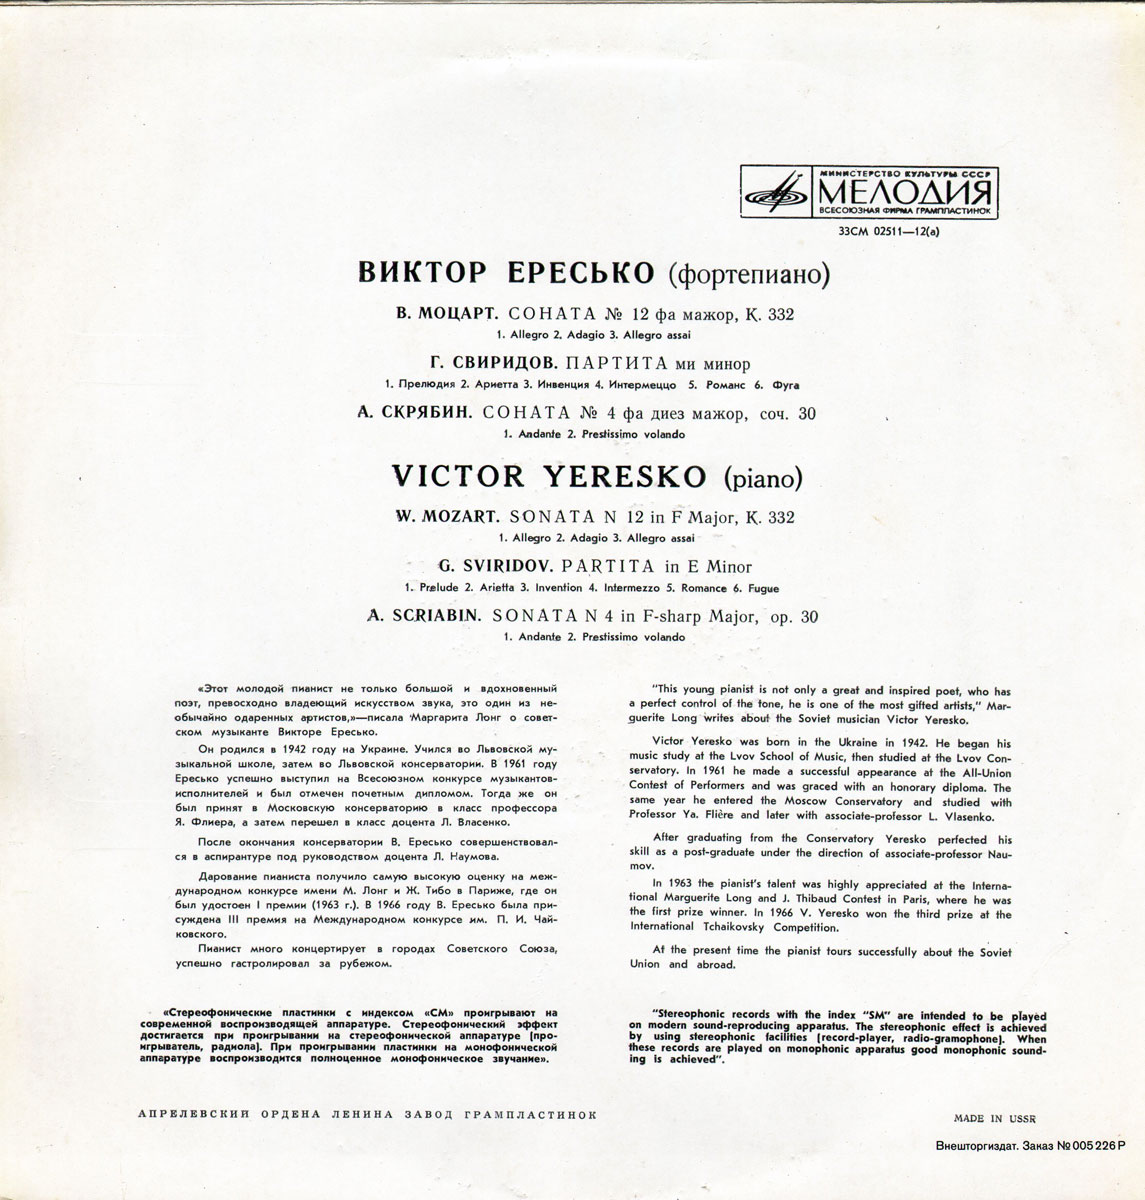 МИНИСТЕРСТВО КУЛЬТУРЫ СССР
МЕЛОДИЯ
ВСЕСОЮЗНАЯ ФИРМА ГРАМПЛАСТИНОК
33СМ 02511—12(а)
ВИКТОР ЕРЕСЬКО (фортепиано)
В. МОЦАРТ. СОНАТА № 12 фа мажор, К. 332
1. Allegro 2. Adagio 3. Allegro assai
Г. СВИРИДОВ. ПАРТИТА ми минор
1. Прелюдия 2. Ариетта 3. Инвенция 4. Интермеццо 5. Романс 6. Фуга
А. СКРЯБИН. СОНАТА № 4 фа диез мажор, соч. 30
1. Andante 2. Prestissimo volando
VICTOR YERESKO (piano)
W. MOZART. SONATA N 12 in F Major, K. 332
1. Allegro 2. Adagio 3. Allegro assai
G. SVIRIDOV. PARTITA in E Minor
1. Prelude 2. Arietta 3. Invention 4. Intermezzo 5. Romance 6. Fugue
A. SCRIABIN. SONATA N 4 in F-sharp Major, op. 30
1. Andante 2. Prestissimo volando
«Этот молодой пианист не только большой и вдохновенный
поэт, превосходно владеющий искусством звука, это один из не-
обычайно одаренных артистов,»—писала Маргарита Лонг о совет-
ском музыканте Викторе Ересько.
Он родился в 1942 году на Украине. Учился во Львовской му-
зыкальной школе, затем во Львовской консерватории. В 1961 году
Ересько успешно выступил на Всесоюзном конкурсе музыкантов-
исполнителей и был отмечен почетным дипломом. Тогда же он
был принят в Московскую консерваторию в класс профессора
Я. Флиера, а затем перешел в класс доцента Л. Власенко.
После окончания консерватории В. Ересько совершенствовал-
ся в аспирантуре под руководством доцента Л. Наумова.
Дарование пианиста получило самую высокую оценку на меж-
дународном конкурсе имени М. Лонг и Ж. Тибо в Париже, где он
был удостоен I премии (1963 г.). В 1966 году В. Ересько была при-
суждена III премия на Международном конкурсе им. П. И. Чай-
ковского.
Пианист много концертирует в городах Советского Союза,
успешно гастролировал за рубежом.
"This young pianist is not only a great and inspired poet, who has
a perfect control of the tone, he is one of the most gifted artists," Mar-
guerite Long writes about the Soviet musician Victor Yeresko.
Victor Yeresko was born in the Ukraine in 1942. He began his
music study at the Lvov School of Music, then studied at the Lvov Con-
servatory. In 1961 he made a successful appearance at the All-Union
Contest of Performers and was graced with an honorary diploma. The
same year he entered the Moscow Conservatory and studied with
Professor Ya. Flière and later with associate-professor L. Vlasenko.
After graduating from the Conservatory Yeresko perfected his
skill as a post-graduate under the direction of associate-professor Nau-
mov.
In 1963 the pianist's talent was highly appreciated at the Interna-
tional Marguerite Long and J. Thibaud Contest in Paris, where he was
the first prize winner. In 1966 V. Yeresko won the third prize at the
International Tchaikovsky Competition.
At the present time the pianist tours successfully about the Soviet
Union and abroad.
«Стереофонические пластинки с индексом «СМ» проигрывают на
современной воспроизводящей аппаратуре. Стереофонический эффект
достигается при проигрывании на стереофонической аппаратуре (про-
игрыватель, радиола). При проигрывании пластинки на монофонической
аппаратуре воспроизводится полноценное монофоническое звучание».
"Stereophonic records with the index "SM" are intended to be played
on modern sound-reproducing apparatus. The stereophonic effect is achieved
by using stereophonic facilities (record-player, radio-gramophone). When
these records are played on monophonic apparatus good monophonic sound-
ing is achieved".
АПРЕЛЕВСКИЙ ОРДЕНА ЛЕНИНА ЗАВОД ГРАМПЛАСТИНОК
MADE IN USSR
Внешторгиздат. Заказ № 005226Р